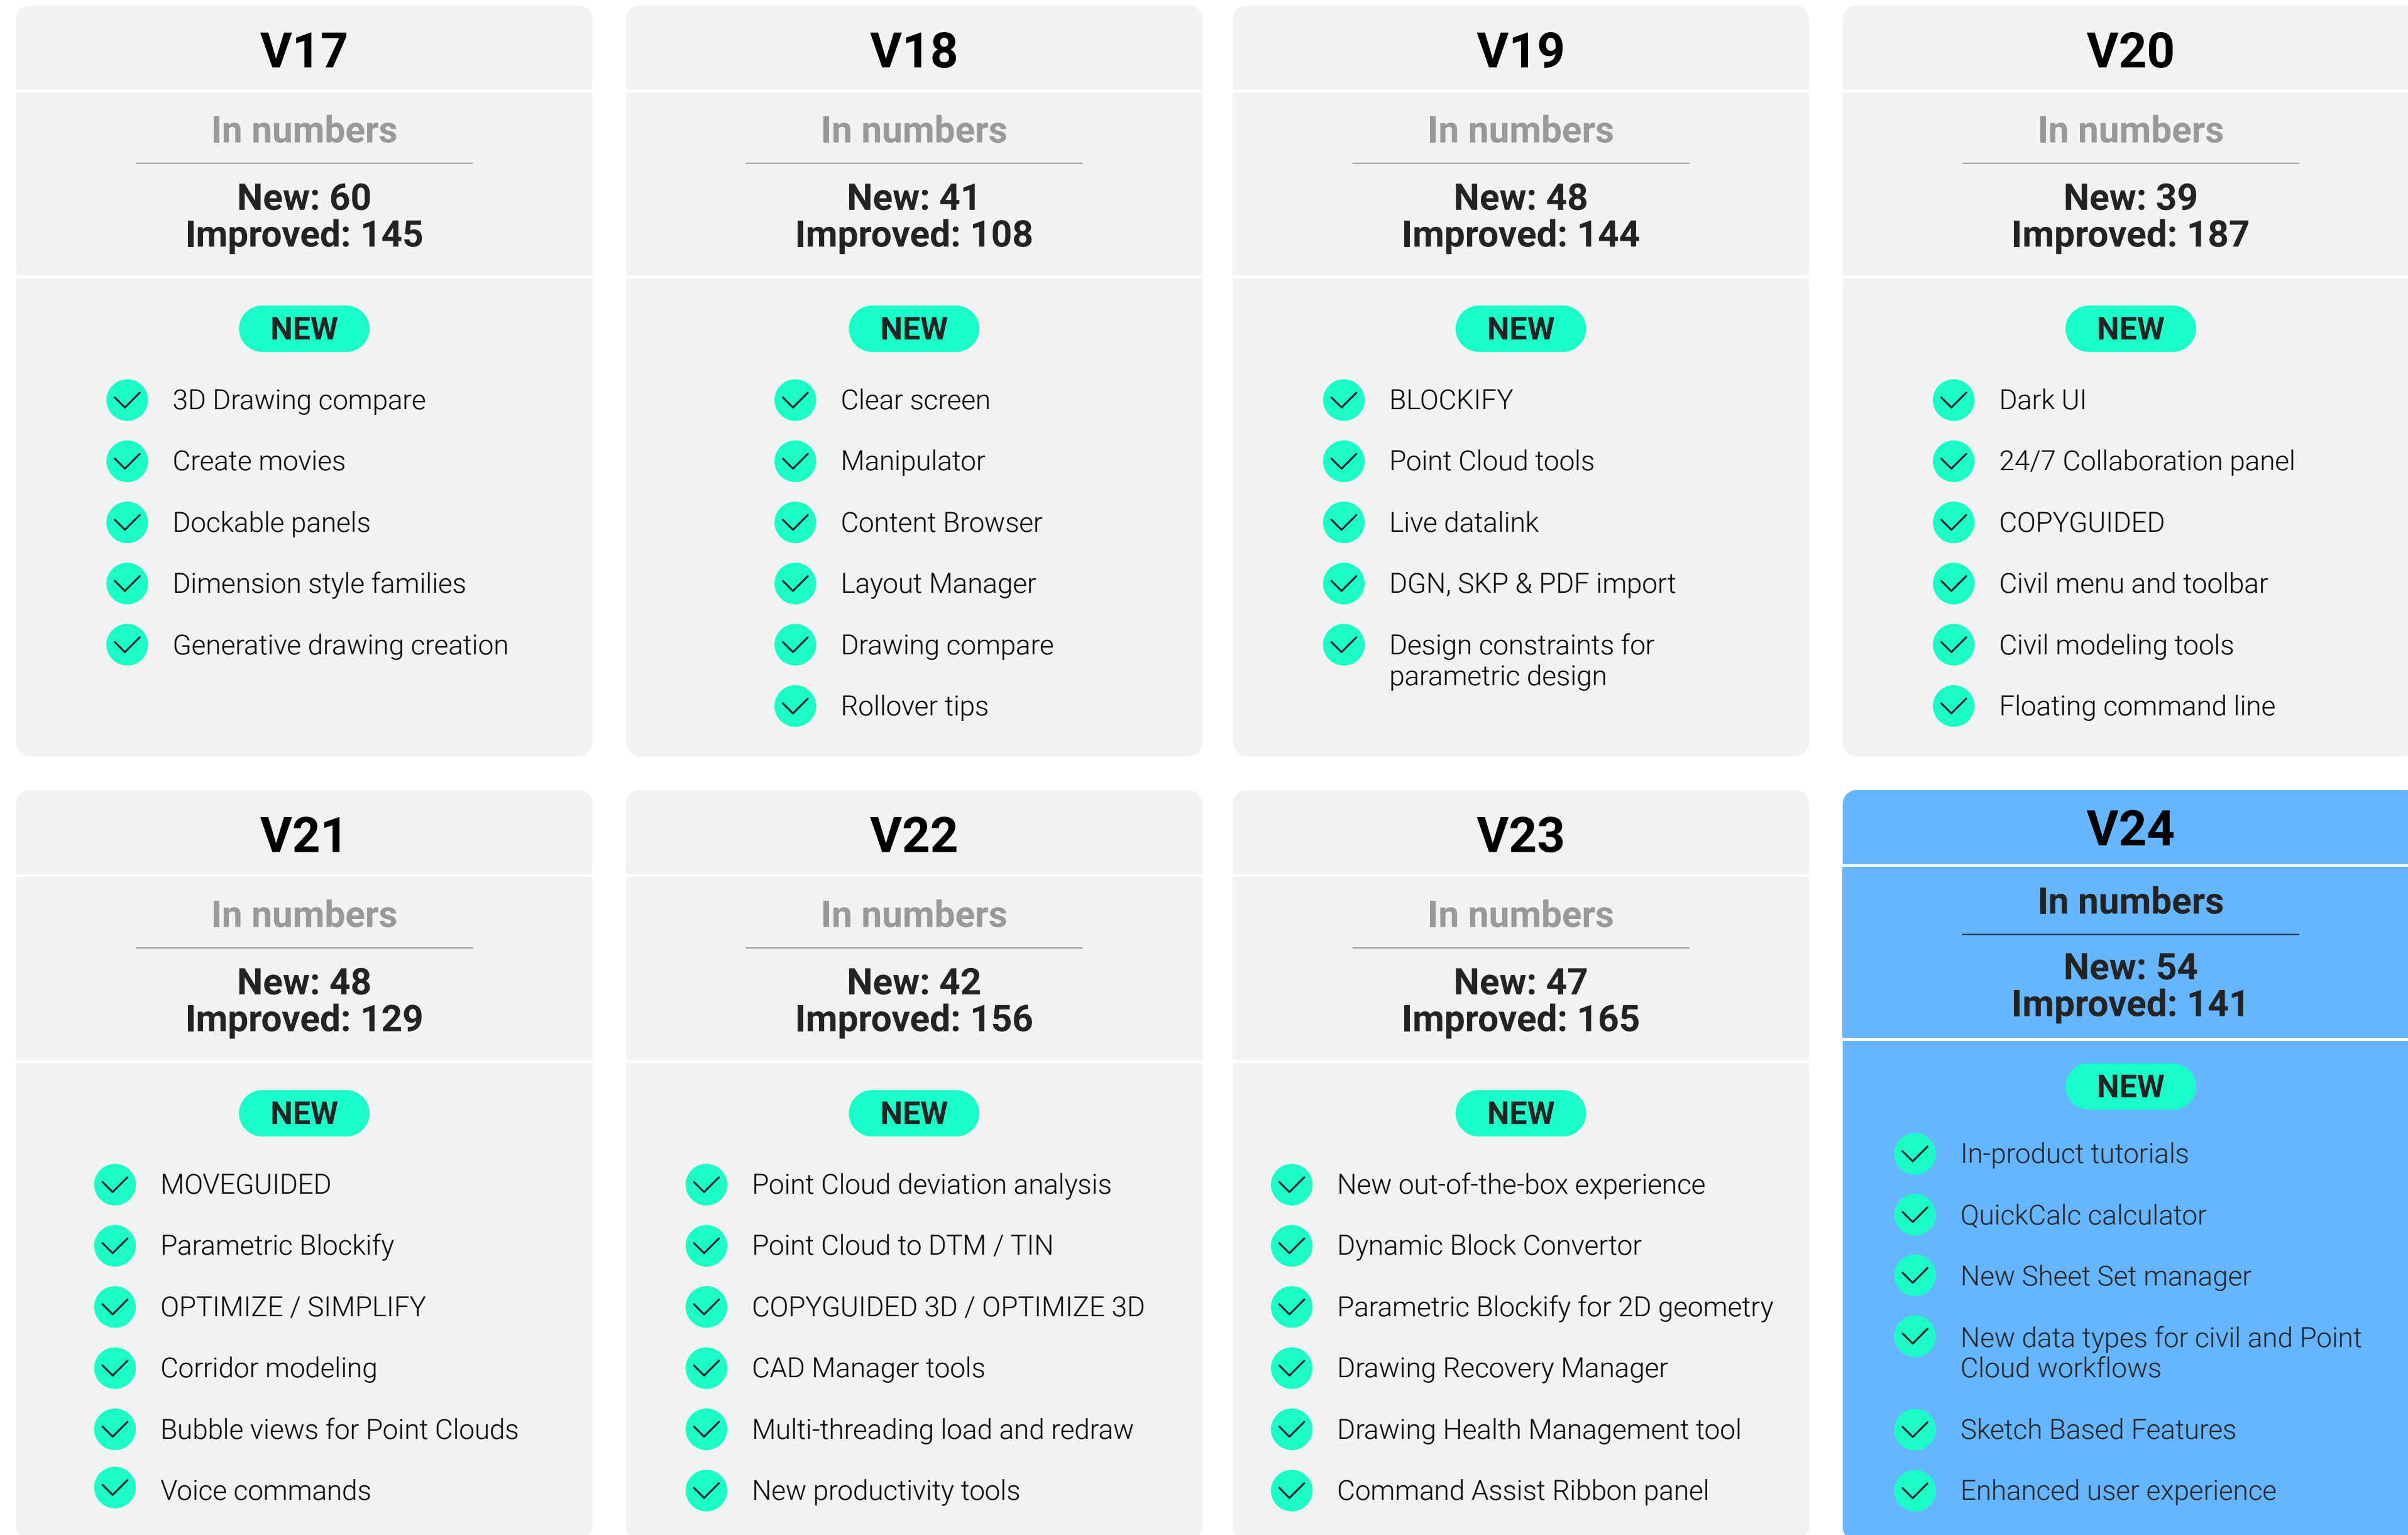 V17
In numbers
New: 60
Improved: 145
NEW
3D Drawing compare
Create movies
Dockable panels
Dimension style families
Generative drawing creation
V18
In numbers
New: 41
Improved: 108
NEW
Clear screen
Manipulator
Content Browser
Layout Manager
Drawing compare
Rollover tips
V19
In numbers
New: 48
Improved: 144
NEW
BLOCKIFY
Point Cloud tools
Live datalink
DGN, SKP & PDF import
Design constraints for
parametric design
V20
In numbers
New: 39
Improved: 187
NEW
Dark UI
24/7 Collaboration panel
COPYGUIDED
Civil menu and toolbar
Civil modeling tools
Floating command line
V21
In numbers
New: 48
Improved: 129
NEW
MOVEGUIDED
Parametric Blockify
OPTIMIZE / SIMPLIFY
Corridor modeling
Bubble views for Point Clouds
Voice commands
V22
In numbers
New: 42
Improved: 156
NEW
Point Cloud deviation analysis
Point Cloud to DTM / TIN
COPYGUIDED 3D / OPTIMIZE 3D
CAD Manager tools
Multi-threading load and redraw
New productivity tools
V23
In numbers
New: 47
Improved: 165
NEW
New out-of-the-box experience
Dynamic Block Convertor
Parametric Blockify for 2D geometry
Drawing Recovery Manager
Drawing Health Management tool
Command Assist Ribbon panel
V24
In numbers
New: 54
Improved: 141
NEW
In-product tutorials
QuickCalc calculator
New Sheet Set manager
New data types for civil and Point
Cloud workflows
Sketch Based Features
Enhanced user experience